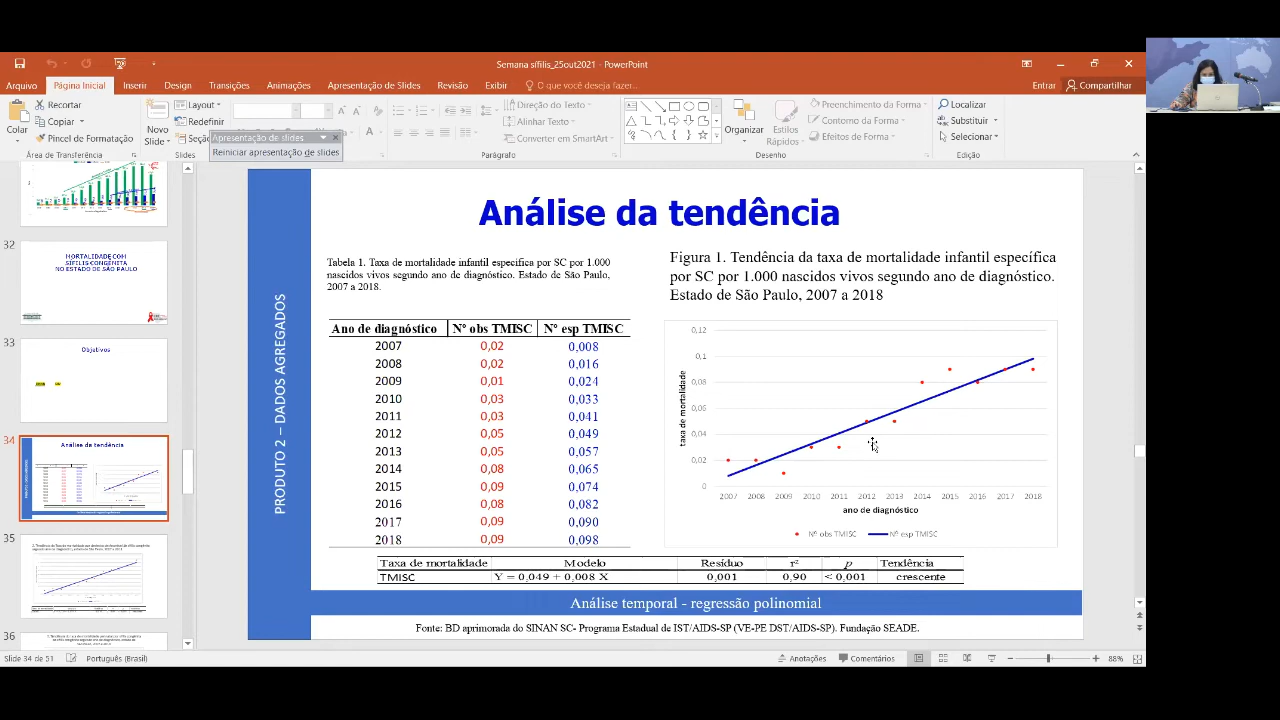 Semana sífilis_25out2021 - PowerPoint
Arquivo Página Inicial Inserir Design Transições Animações Apresentação de Slides Revisão Exibir O que você deseja fazer... Entrar Compartilhar
Colar
Recortar
Copiar
Pincel de Formatação
Área de Transferência
Novo Slide
Layout
Redefinir
Seção
Slides
Apresentação de slides
Reiniciar apresentação de slides
Direção do Texto
Alinhar Texto
Converter em SmartArt
Parágrafo
Organizar
Estilos Rápidos
Preenchimento da Forma
Contorno da Forma
Efeitos de Forma
Desenho
Localizar
Substituir
Selecionar
Edição
32
MORTALIDADE COM
SÍFILIS CONGÊNITA
NO ESTADO DE SÃO PAULO
33
Objetivos
34
Análise da tendência
35
36
PRODUTO 2 – DADOS AGREGADOS
Análise da tendência
Tabela 1. Taxa de mortalidade infantil específica por SC por 1.000
nascidos vivos segundo ano de diagnóstico. Estado de São Paulo,
2007 a 2018.
Ano de diagnóstico Nº obs TMISC Nº esp TMISC
2007 0,02 0,008
2008 0,02 0,016
2009 0,01 0,024
2010 0,03 0,033
2011 0,03 0,041
2012 0,05 0,049
2013 0,05 0,057
2014 0,08 0,065
2015 0,09 0,074
2016 0,08 0,082
2017 0,09 0,090
2018 0,09 0,098
Figura 1. Tendência da taxa de mortalidade infantil específica
por SC por 1.000 nascidos vivos segundo ano de diagnóstico.
Estado de São Paulo, 2007 a 2018
0,12
0,1
0,08
0,06
0,04
0,02
0
taxa de mortalidade
2007 2008 2009 2010 2011 2012 2013 2014 2015 2016 2017 2018
ano de diagnóstico
Nº obs TMISC Nº esp TMISC
Taxa de mortalidade Modelo Resíduo r² p Tendência
TMISC Y = 0,049 + 0,008 X 0,001 0,90 < 0,001 crescente
Análise temporal - regressão polinomial
Fonte: BD aprimorada do SINAN SC- Programa Estadual de IST/AIDS-SP (VE-PE DST/AIDS-SP). Fundação SEADE.
Slide 34 de 51 Português (Brasil) Anotações Comentários 88%